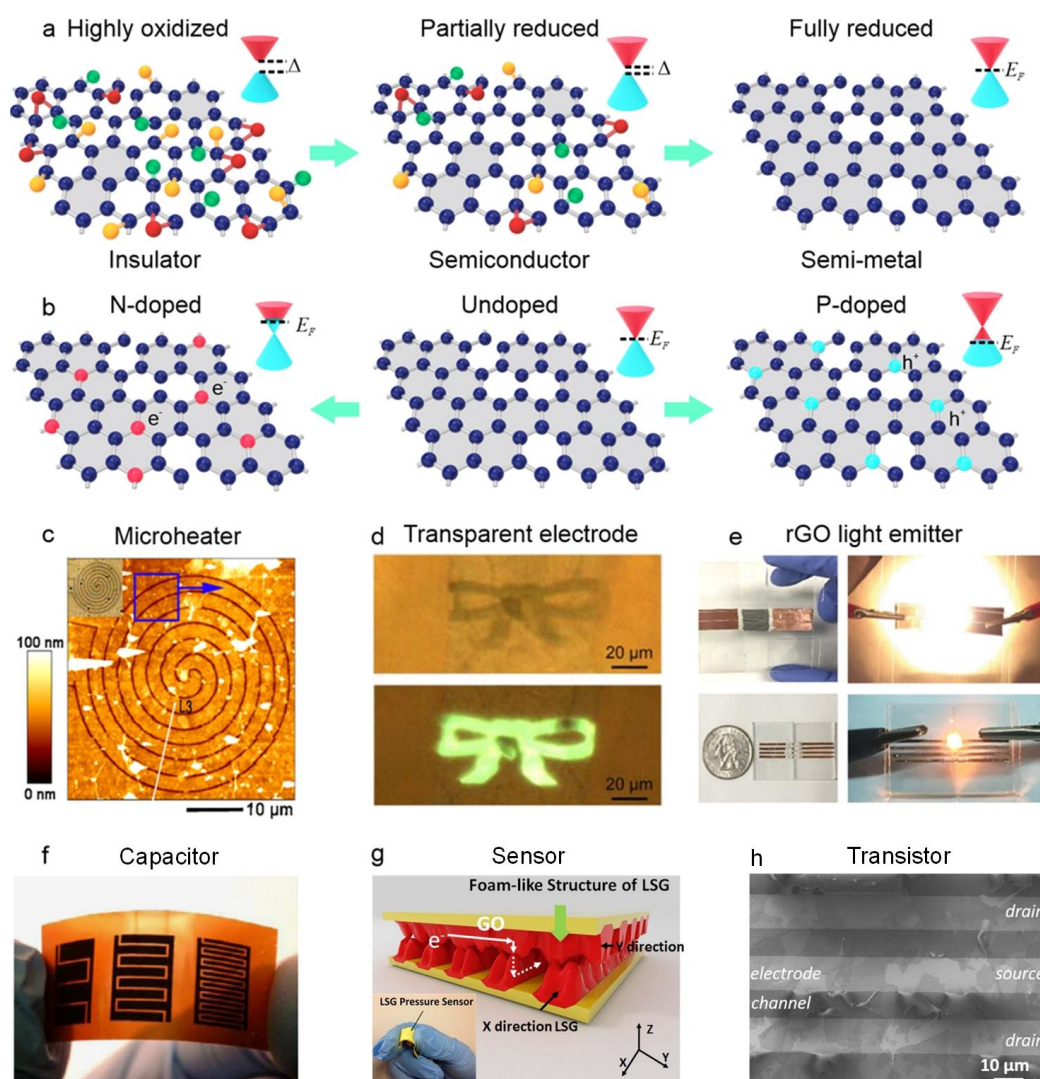 a Highly oxidized
Partially reduced
Fully reduced
Δ
Δ
E_F
Insulator
Semiconductor
Semi-metal
b N-doped
Undoped
P-doped
E_F
E_F
E_F
e⁻
e⁻
h⁺
h⁺
c Microheater
d Transparent electrode
e rGO light emitter
100 nm
0 nm
L3
10 μm
20 μm
20 μm
f Capacitor
g Sensor
h Transistor
Foam-like Structure of LSG
GO
e⁻
Y direction
LSG Pressure Sensor
X direction LSG
Z
X
Y
drain
electrode
source
channel
drain
10 μm